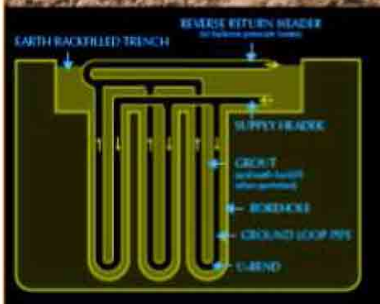 REVERSE RETURN HEADER
EARTH BACKFILLED TRENCH
SUPPLY HEADER
GROUT
BOREHOLE
GROUND LOOP PIPE
U-BEND